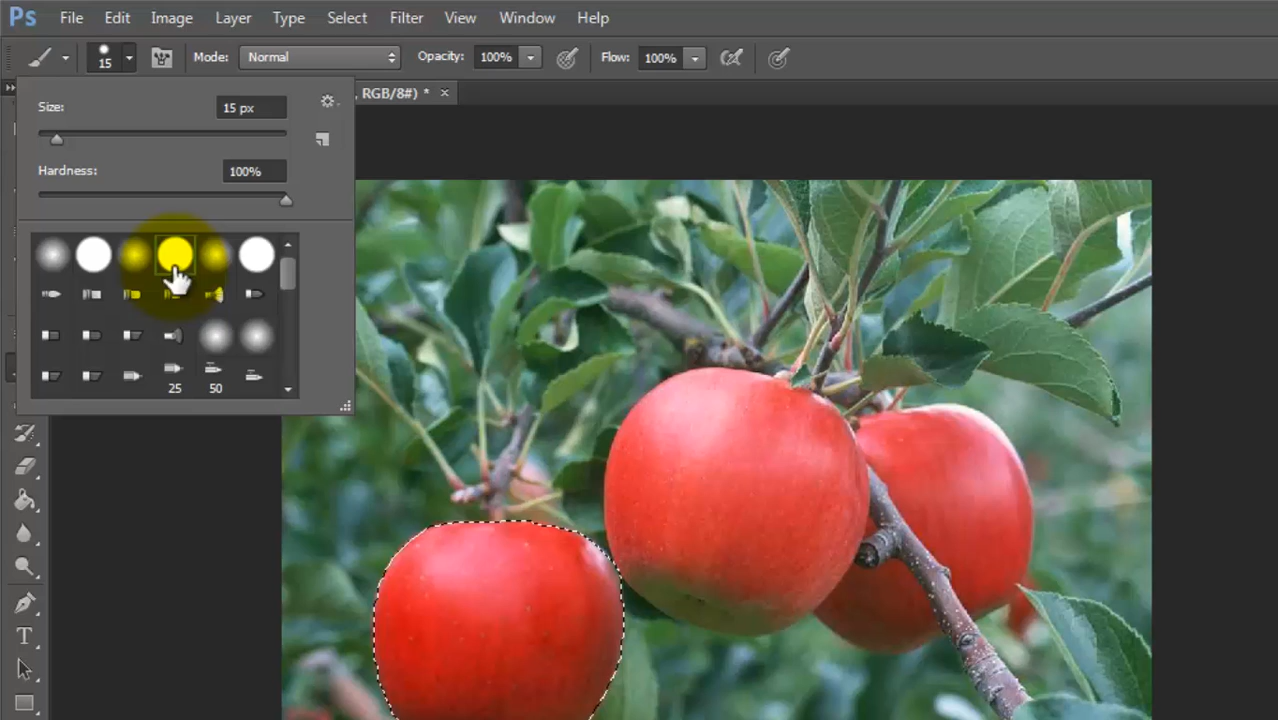 Ps File Edit Image Layer Type Select Filter View Window Help
15 Mode: Normal Opacity: 100% Flow: 100%
, RGB/8#) * ×
Size: 15 px
Hardness: 100%
25 50
T